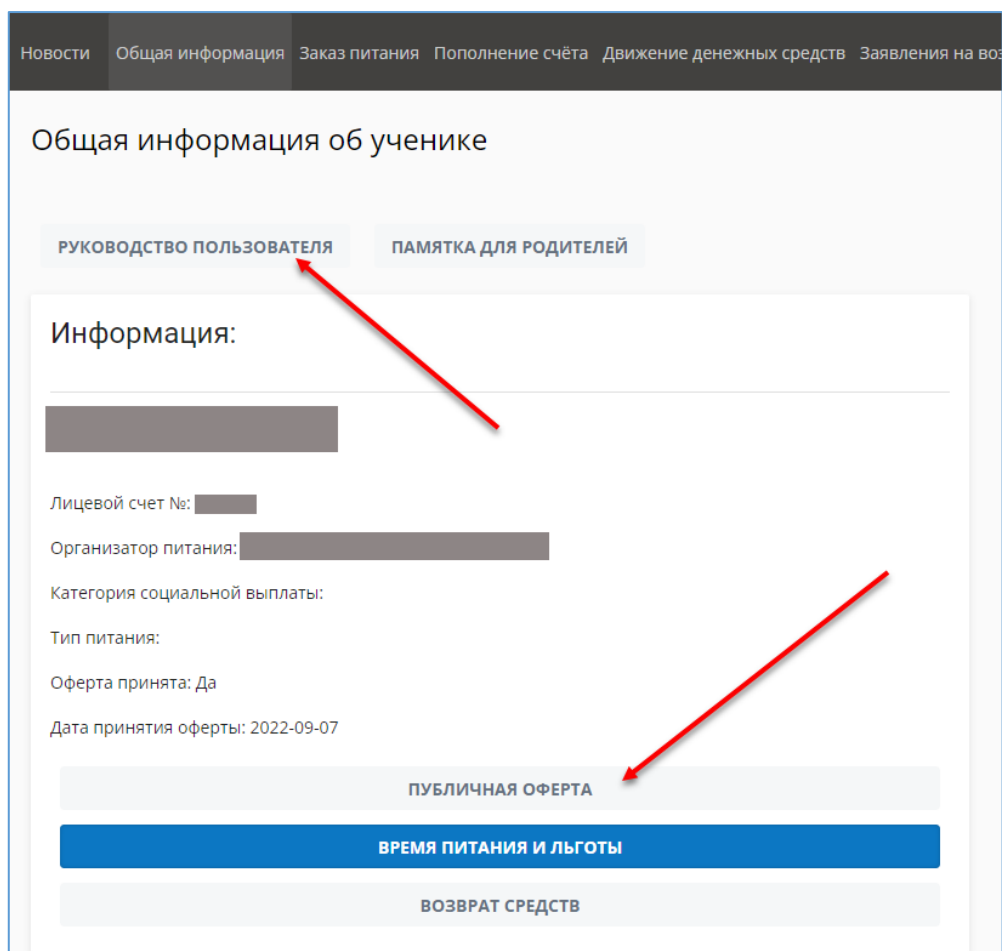 Новости Общая информация Заказ питания Пополнение счёта Движение денежных средств Заявления на воз
Общая информация об ученике
РУКОВОДСТВО ПОЛЬЗОВАТЕЛЯ ПАМЯТКА ДЛЯ РОДИТЕЛЕЙ
Информация:
Лицевой счет №:
Организатор питания:
Категория социальной выплаты:
Тип питания:
Оферта принята: Да
Дата принятия оферты: 2022-09-07
ПУБЛИЧНАЯ ОФЕРТА
ВРЕМЯ ПИТАНИЯ И ЛЬГОТЫ
ВОЗВРАТ СРЕДСТВ